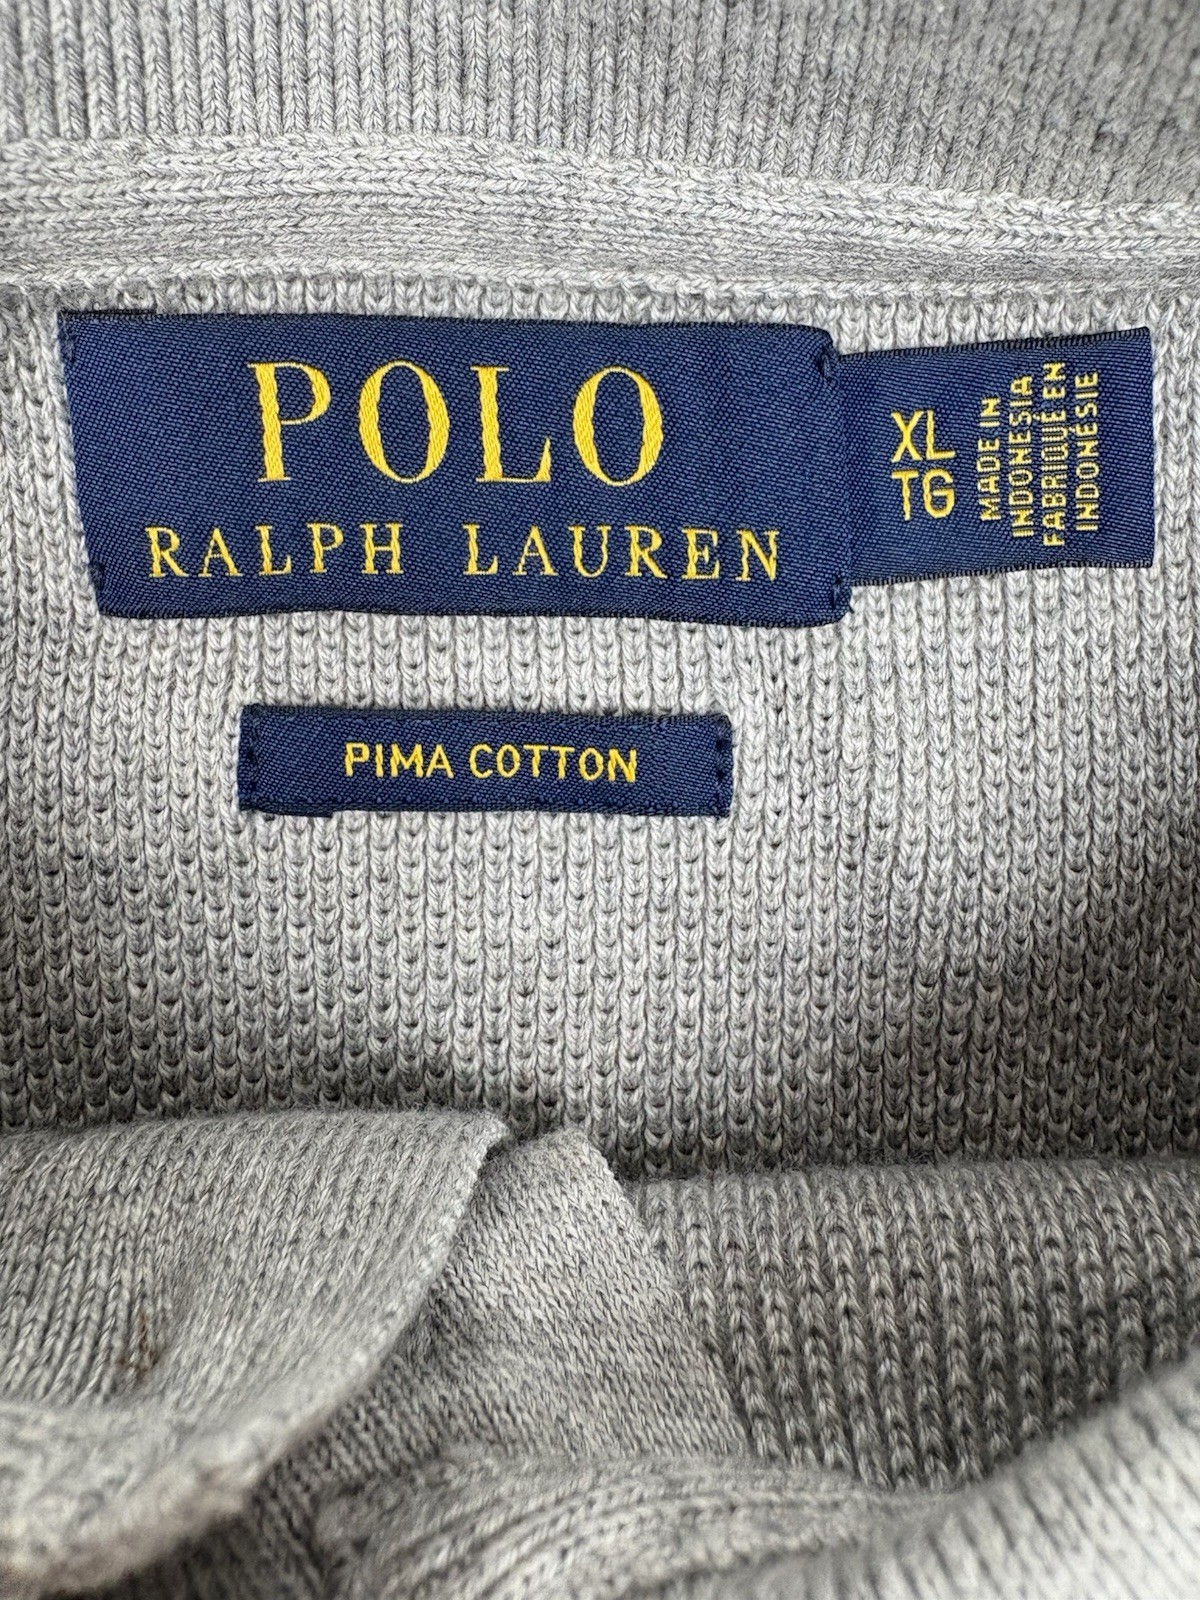 POLO
RALPH LAUREN
XL
TG
MADE IN
INDONESIA
FABRIQUÉ EN
INDONÉSIE
PIMA COTTON